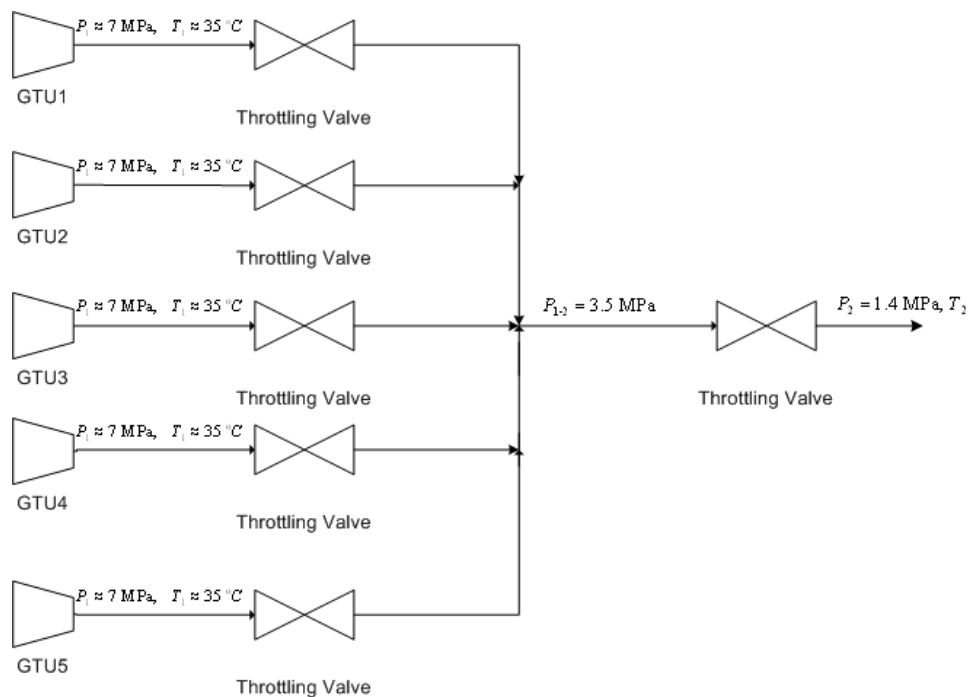 P₁ ≈ 7 MPa, T₁ ≈ 35 °C
GTU1
Throttling Valve
P₁ ≈ 7 MPa, T₁ ≈ 35 °C
GTU2
Throttling Valve
P₁ ≈ 7 MPa, T₁ ≈ 35 °C
P₁₋₂ = 3.5 MPa
P₂ = 1.4 MPa, T₂
GTU3
Throttling Valve
Throttling Valve
P₁ ≈ 7 MPa, T₁ ≈ 35 °C
GTU4
Throttling Valve
P₁ ≈ 7 MPa, T₁ ≈ 35 °C
GTU5
Throttling Valve